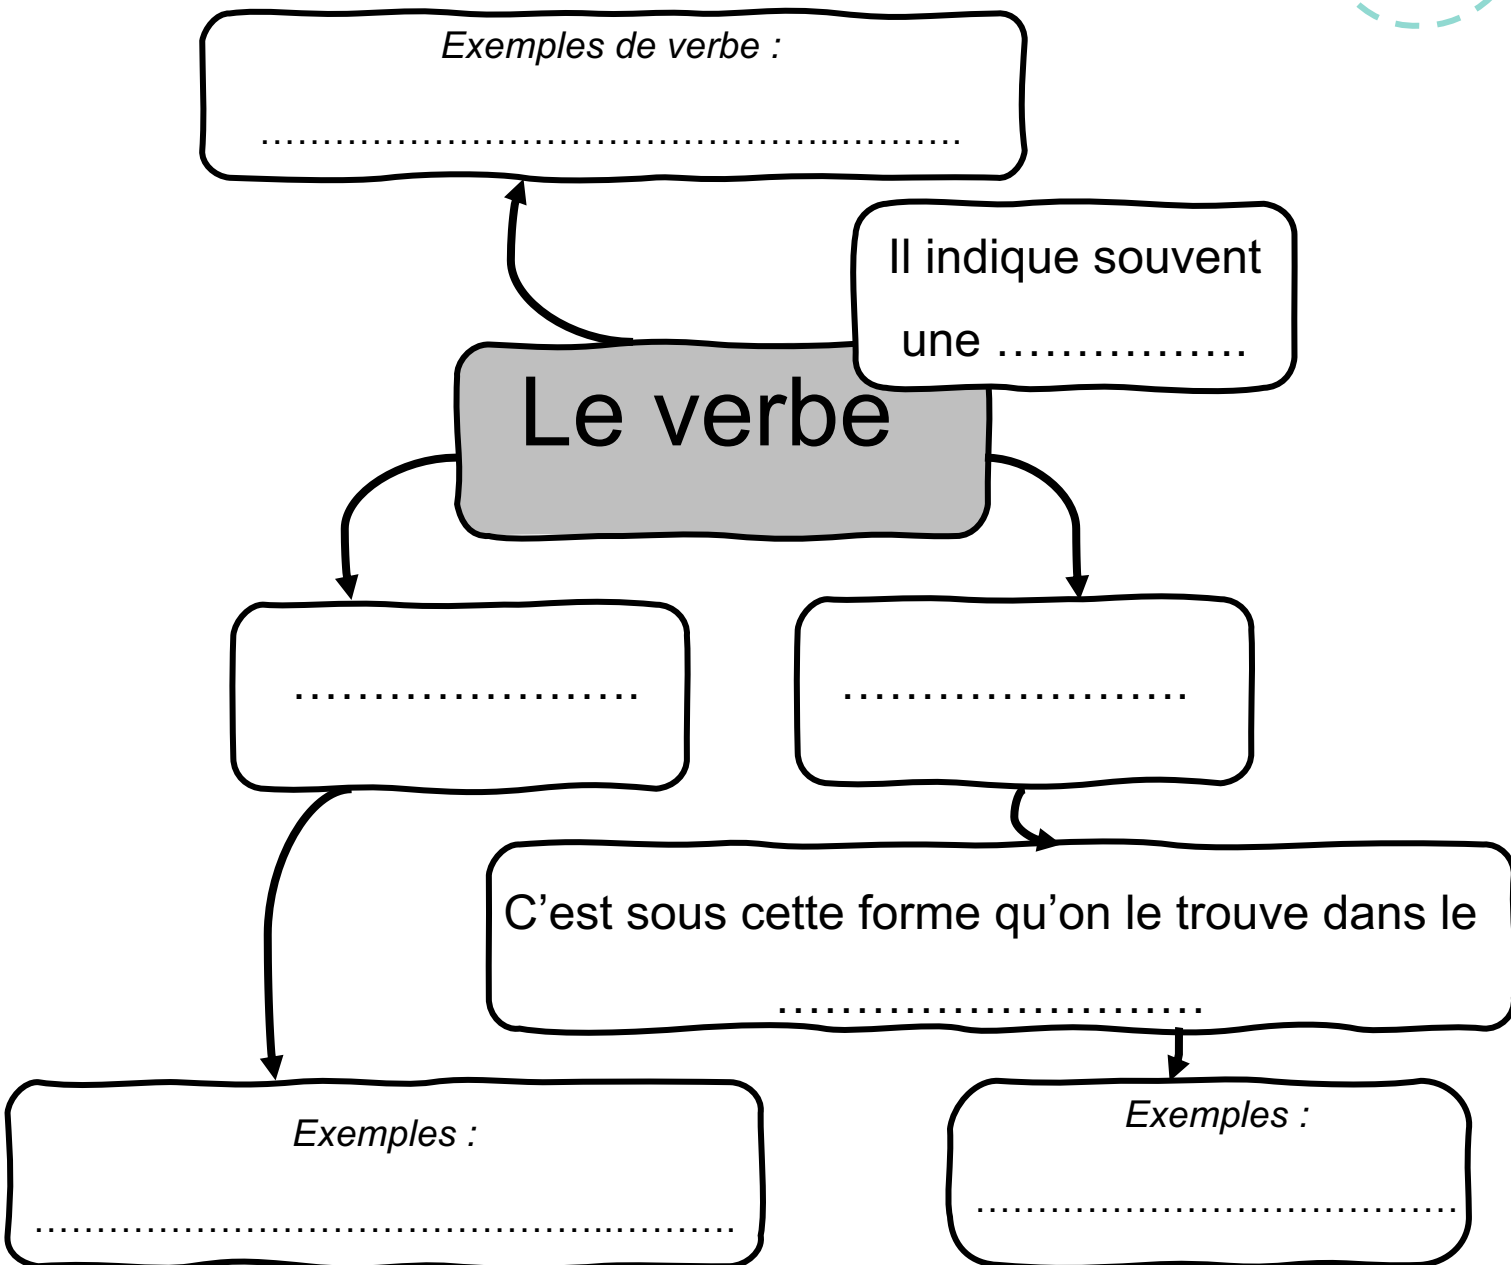 Exemples de verbe :
……………………………………………..……….
Il indique souvent
une …………….
Le verbe
………………….
………………….
C’est sous cette forme qu’on le trouve dans le
………………………
Exemples :
Exemples :
……………………………………………..……….
…………………………………